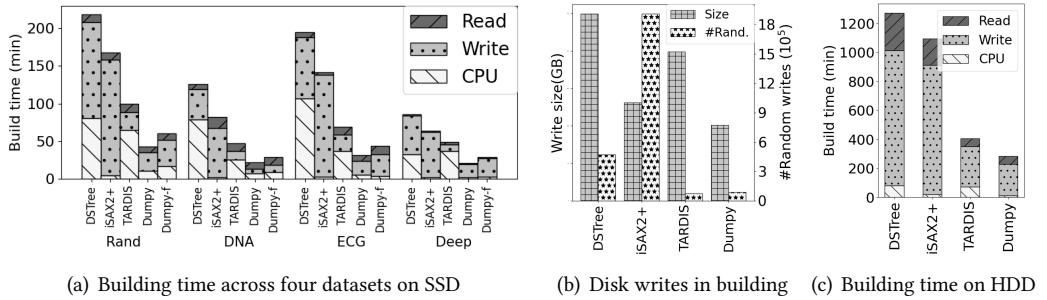 Build time (min)
200
150
100
50
0
Read
Write
CPU
DSTree
iSAX2+
TARDIS
Dumpy
Dumpy-f
DSTree
iSAX2+
TARDIS
Dumpy
Dumpy-f
DSTree
iSAX2+
TARDIS
Dumpy
Dumpy-f
DSTree
iSAX2+
TARDIS
Dumpy
Dumpy-f
Rand DNA ECG Deep
(a) Building time across four datasets on SSD
Write size(GB)
Size
#Rand.
18
15
12
9
6
3
0
#Random writes (10^5)
DSTree
iSAX2+
TARDIS
Dumpy
(b) Disk writes in building
Build time (min)
1200
1000
800
600
400
200
0
Read
Write
CPU
DSTree
iSAX2+
TARDIS
Dumpy
(c) Building time on HDD